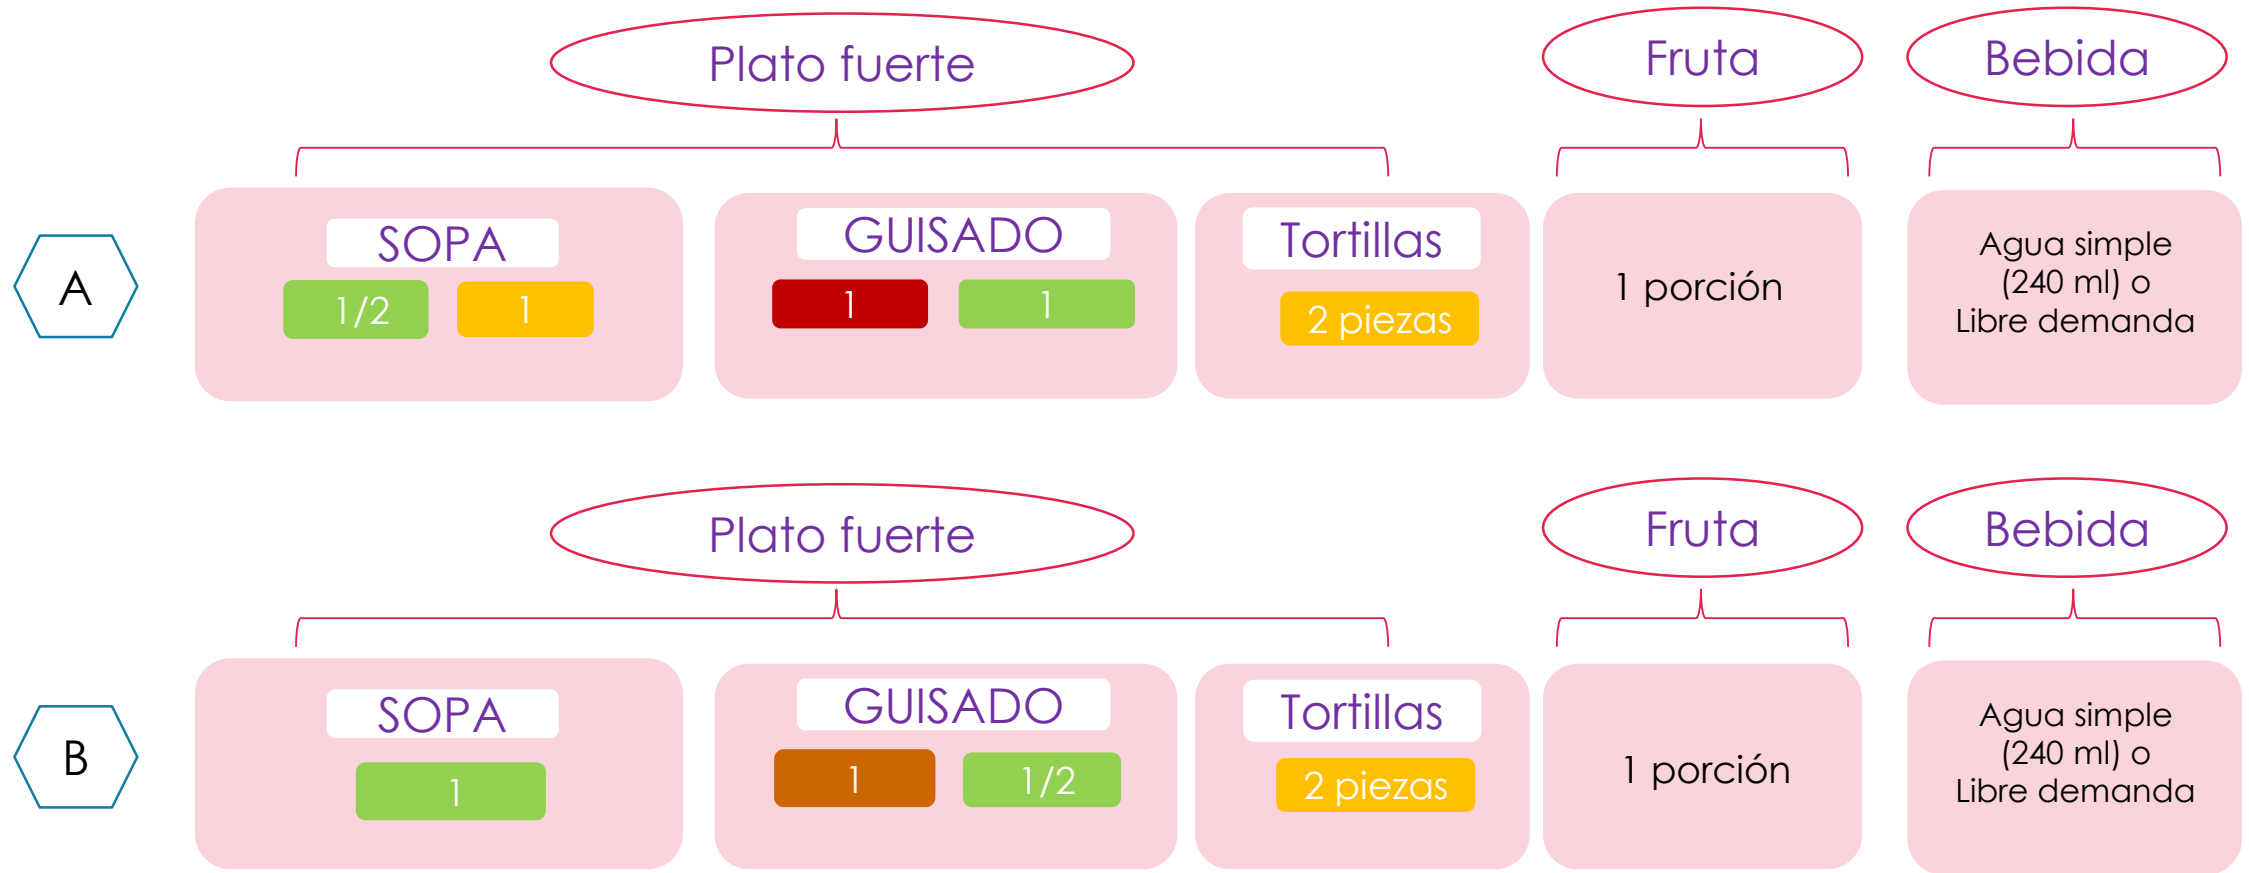 Plato fuerte
Fruta
Bebida
A
SOPA
1/2
1
GUISADO
1
1
Tortillas
2 piezas
1 porción
Agua simple
(240 ml) o
Libre demanda
Plato fuerte
Fruta
Bebida
B
SOPA
1
GUISADO
1
1/2
Tortillas
2 piezas
1 porción
Agua simple
(240 ml) o
Libre demanda